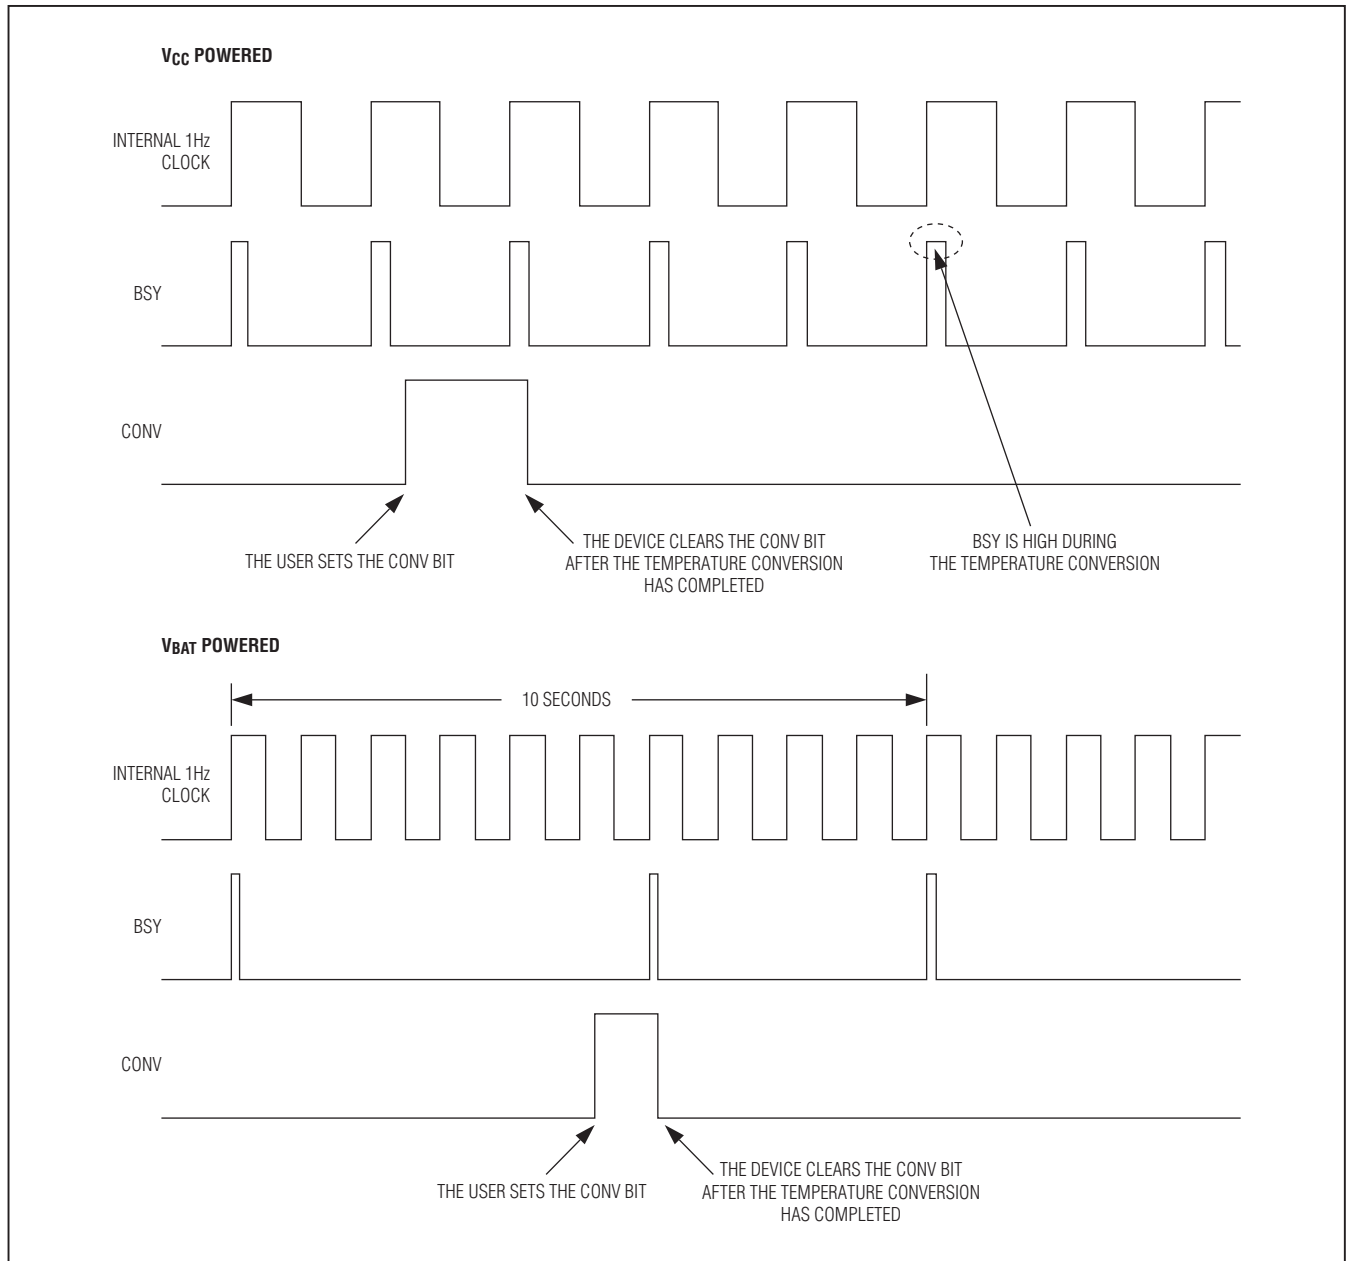 VCC POWERED
INTERNAL 1Hz
CLOCK
BSY
CONV
THE USER SETS THE CONV BIT
THE DEVICE CLEARS THE CONV BIT
AFTER THE TEMPERATURE CONVERSION
HAS COMPLETED
BSY IS HIGH DURING
THE TEMPERATURE CONVERSION
VBAT POWERED
10 SECONDS
INTERNAL 1Hz
CLOCK
BSY
CONV
THE USER SETS THE CONV BIT
THE DEVICE CLEARS THE CONV BIT
AFTER THE TEMPERATURE CONVERSION
HAS COMPLETED